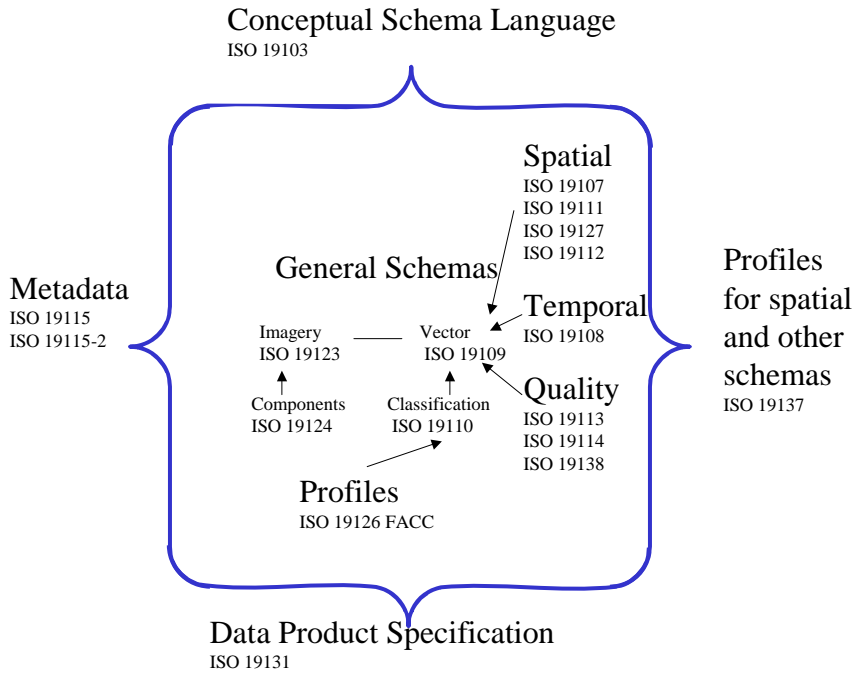 Conceptual Schema Language
ISO 19103
Spatial
ISO 19107
ISO 19111
ISO 19127
ISO 19112
General Schemas
Metadata
ISO 19115
ISO 19115-2
Imagery
ISO 19123
Vector
ISO 19109
Temporal
ISO 19108
Profiles
for spatial
and other
schemas
ISO 19137
Components
ISO 19124
Classification
ISO 19110
Quality
ISO 19113
ISO 19114
ISO 19138
Profiles
ISO 19126 FACC
Data Product Specification
ISO 19131